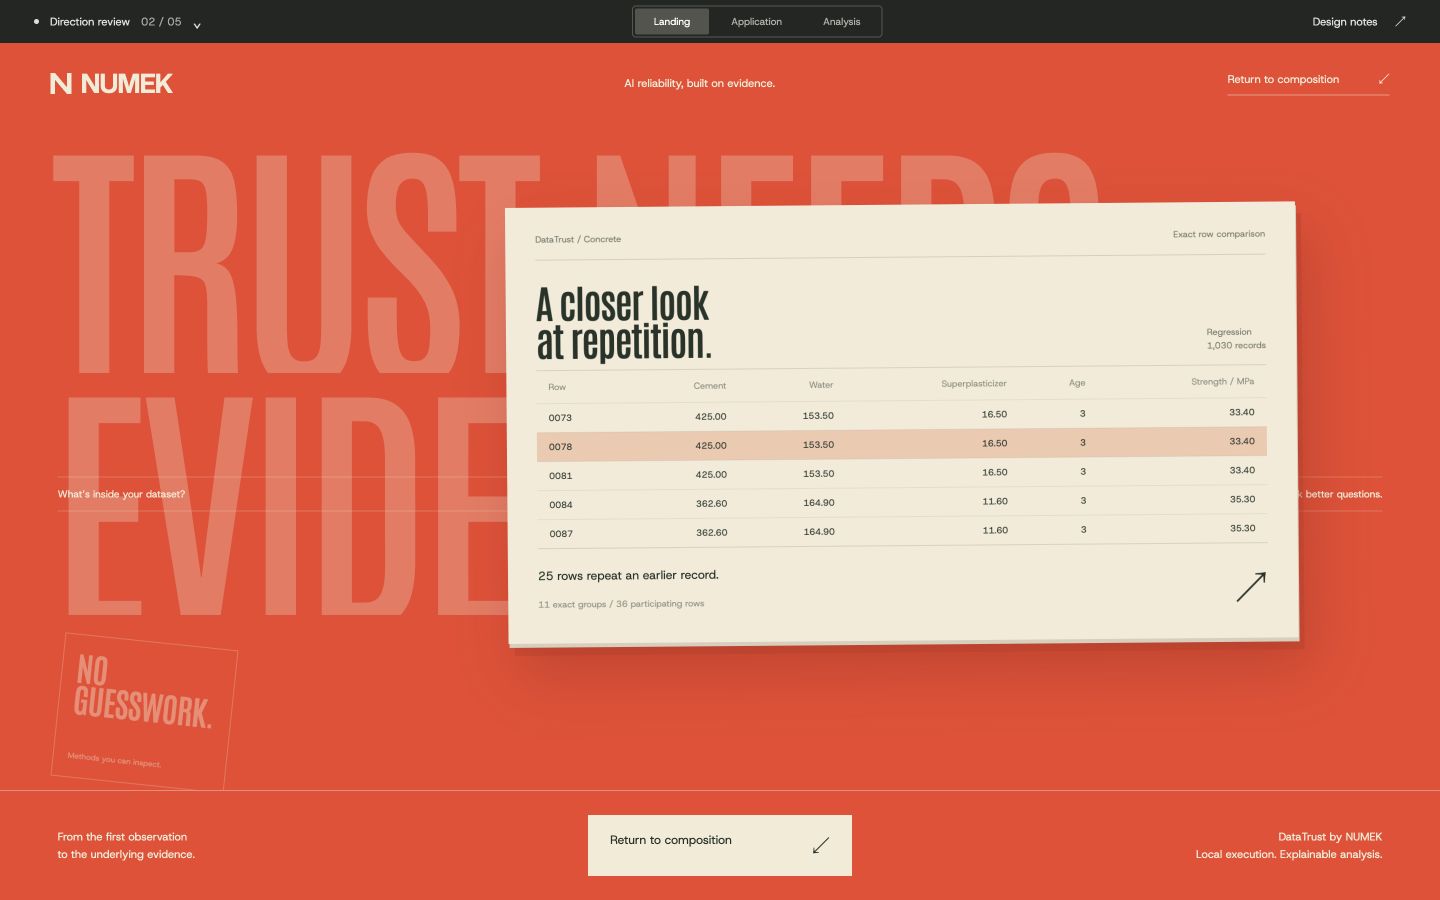 Direction review 02 / 05
Landing Application Analysis
Design notes
N NUMEK
AI reliability, built on evidence.
Return to composition
TRUST NEEDS
EVIDE
What's inside your dataset?
better questions.
DataTrust / Concrete
Exact row comparison
A closer look
at repetition.
Regression
1,030 records
Row Cement Water Superplasticizer Age Strength / MPa
0073 425.00 153.50 16.50 3 33.40
0078 425.00 153.50 16.50 3 33.40
0081 425.00 153.50 16.50 3 33.40
0084 362.60 164.90 11.60 3 35.30
0087 362.60 164.90 11.60 3 35.30
25 rows repeat an earlier record.
11 exact groups / 36 participating rows
NO
GUESSWORK.
Methods you can inspect.
From the first observation
to the underlying evidence.
Return to composition
DataTrust by NUMEK
Local execution. Explainable analysis.